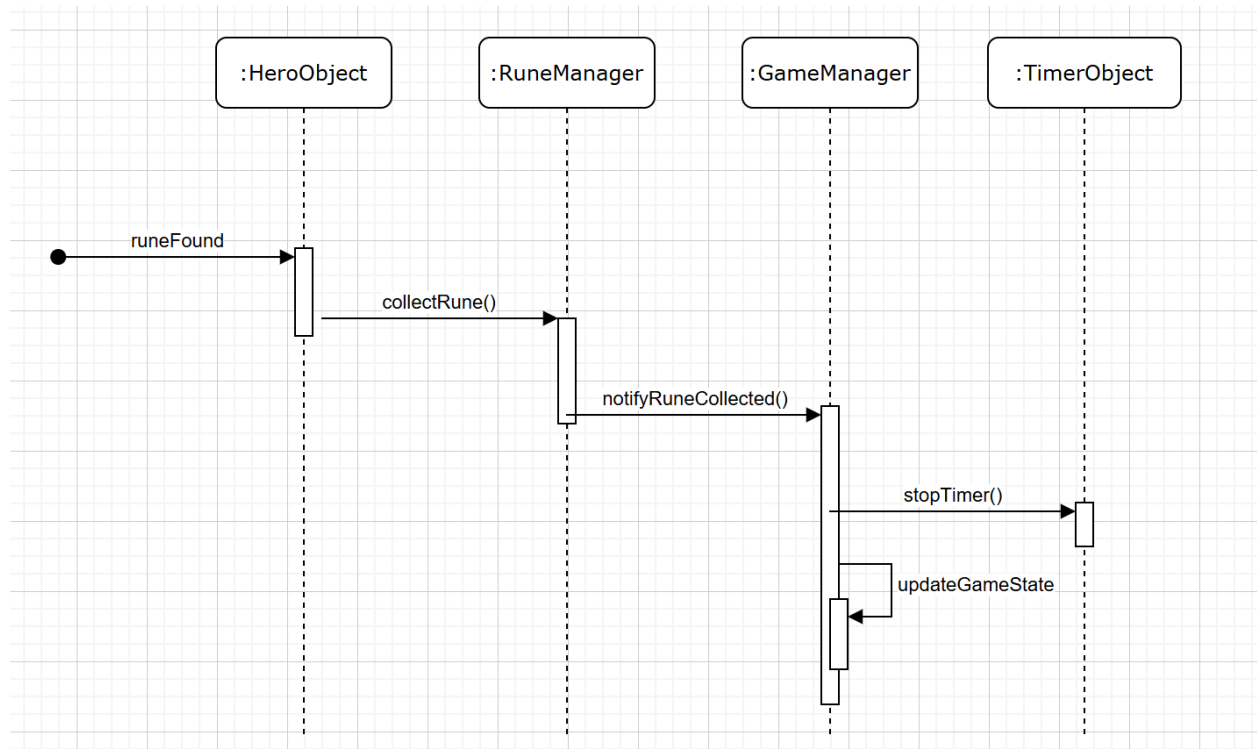 :HeroObject
:RuneManager
:GameManager
:TimerObject
runeFound
collectRune()
notifyRuneCollected()
stopTimer()
updateGameState